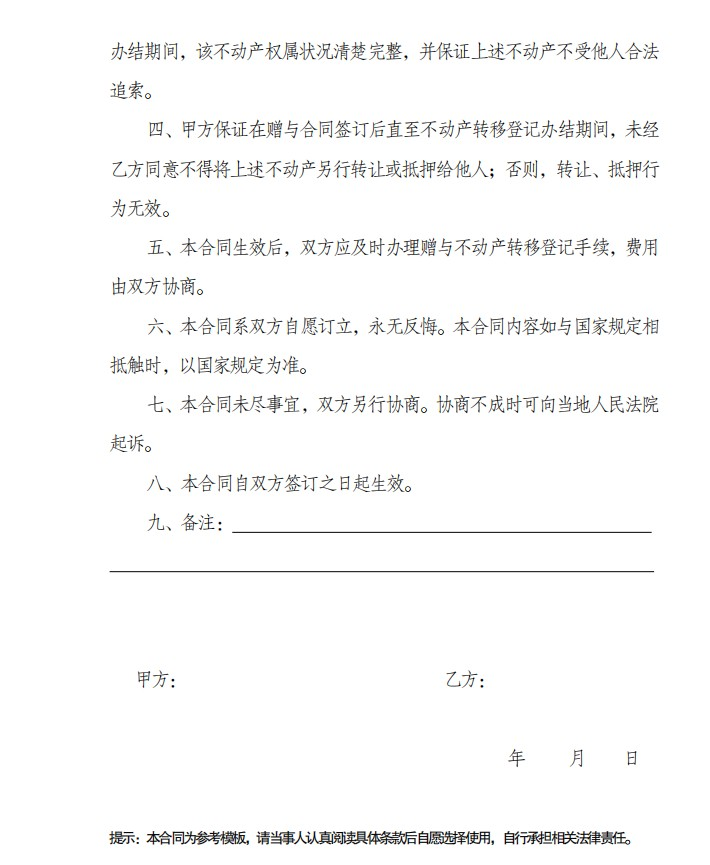 办结期间，该不动产权属状况清楚完整，并保证上述不动产不受他人合法
追索。
四、甲方保证在赠与合同签订后直至不动产转移登记办结期间，未经
乙方同意不得将上述不动产另行转让或抵押给他人；否则，转让、抵押行
为无效。
五、本合同生效后，双方应及时办理赠与不动产转移登记手续，费用
由双方协商。
六、本合同系双方自愿订立，永无反悔。本合同内容如与国家规定相
抵触时，以国家规定为准。
七、本合同未尽事宜，双方另行协商。协商不成时可向当地人民法院
起诉。
八、本合同自双方签订之日起生效。
九、备注：
甲方： 乙方：
年 月 日
提示：本合同为参考模板，请当事人认真阅读具体条款后自愿选择使用，自行承担相关法律责任。